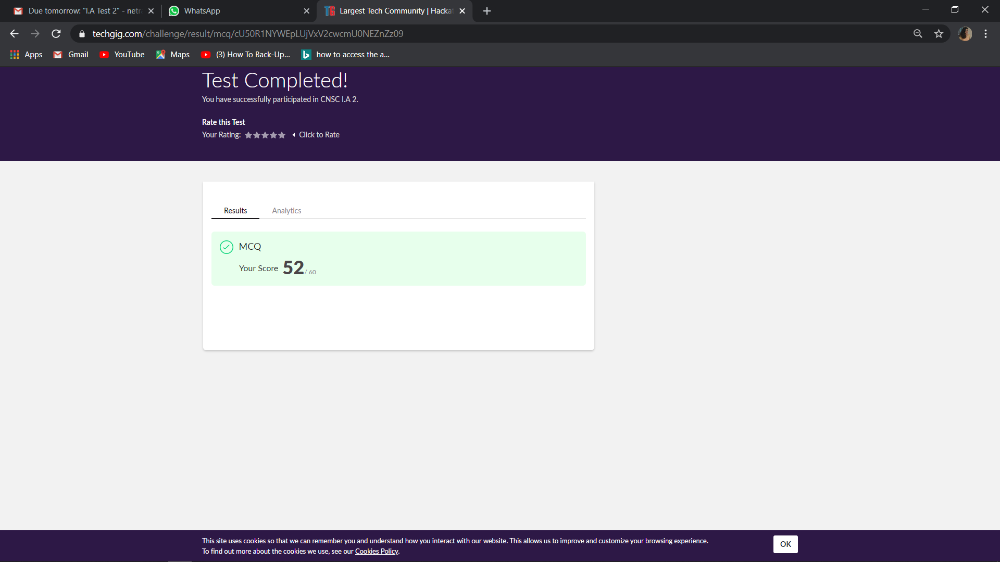 Due tomorrow: "I.A Test 2" - netr
WhatsApp
TG Largest Tech Community | Hacka
techgig.com/challenge/result/mcq/cU50R1NYWEpLUjVxV2cwcmU0NEZnZz09
Apps Gmail YouTube Maps (3) How To Back-Up... how to access the a...
Test Completed!
You have successfully participated in CNSC I.A 2.
Rate this Test
Your Rating: Click to Rate
Results Analytics
MCQ
Your Score 52 / 60
This site uses cookies so that we can remember you and understand how you interact with our website. This allows us to improve and customize your browsing experience.
To find out more about the cookies we use, see our Cookies Policy.
OK